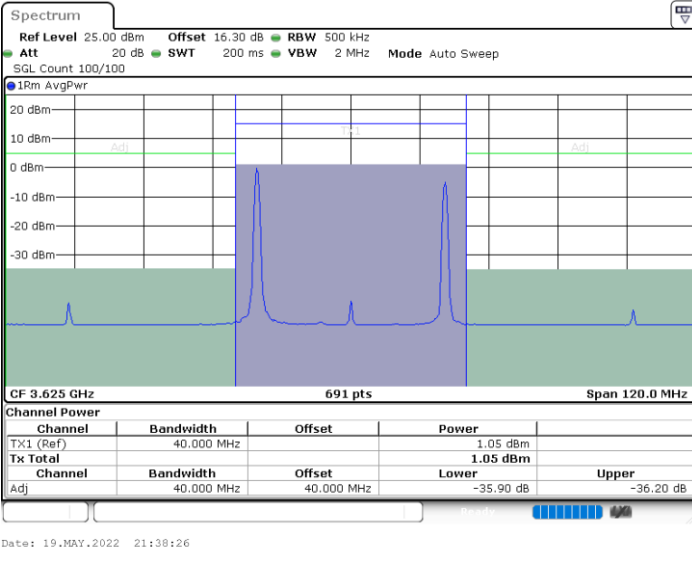 Spectrum
Ref Level 25.00 dBm Offset 16.30 dB RBW 500 kHz
Att 20 dB SWT 200 ms VBW 2 MHz Mode Auto Sweep
SGL Count 100/100
1Rm AvgPwr
20 dBm
TX1
10 dBm
Adj Adj
0 dBm
-10 dBm
-20 dBm
-30 dBm
CF 3.625 GHz 691 pts Span 120.0 MHz
Channel Power
Channel Bandwidth Offset Power
TX1 (Ref) 40.000 MHz 1.05 dBm
Tx Total 1.05 dBm
Channel Bandwidth Offset Lower Upper
Adj 40.000 MHz 40.000 MHz -35.90 dB -36.20 dB
Ready
Date: 19.MAY.2022 21:38:26